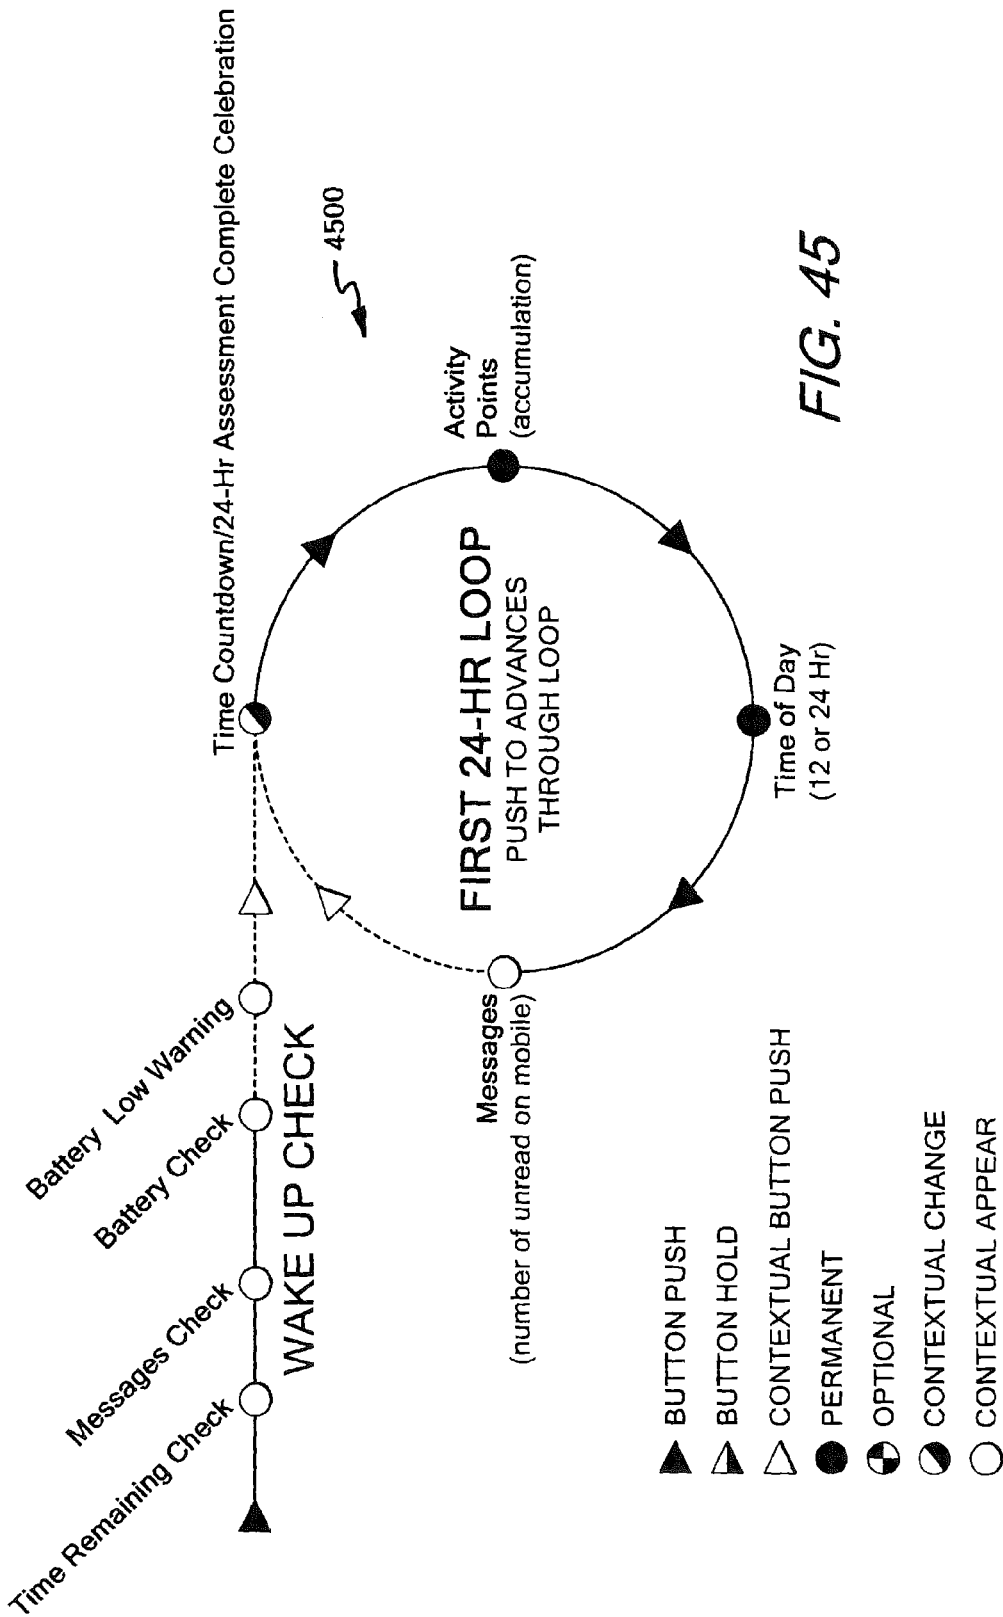 Time Remaining Check
Messages Check
Battery Check
Battery Low Warning
WAKE UP CHECK
Time Countdown/24-Hr Assessment Complete Celebration
4500
Activity
Points
(accumulation)
FIRST 24-HR LOOP
PUSH TO ADVANCES
THROUGH LOOP
Messages
(number of unread on mobile)
Time of Day
(12 or 24 Hr)
BUTTON PUSH
BUTTON HOLD
CONTEXTUAL BUTTON PUSH
PERMANENT
OPTIONAL
CONTEXTUAL CHANGE
CONTEXTUAL APPEAR
FIG. 45